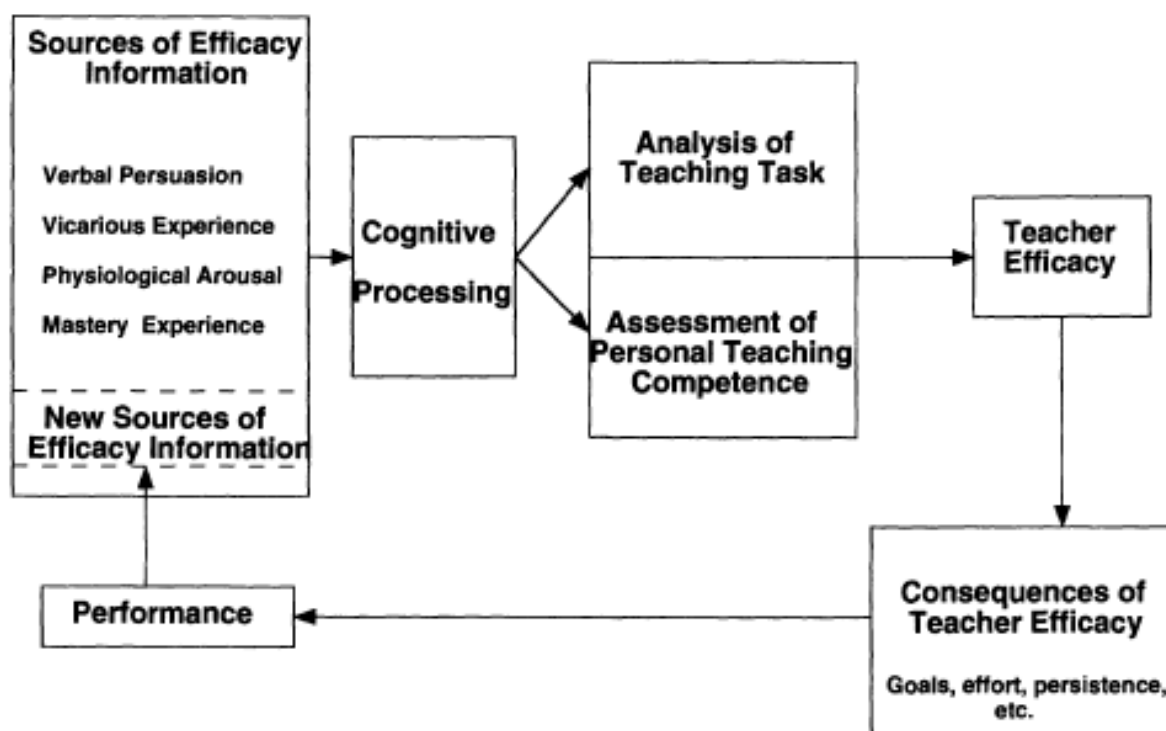 Sources of Efficacy
Information
Verbal Persuasion
Vicarious Experience
Physiological Arousal
Mastery Experience
New Sources of
Efficacy Information
Cognitive
Processing
Analysis of
Teaching Task
Assessment of
Personal Teaching
Competence
Teacher
Efficacy
Consequences of
Teacher Efficacy
Goals, effort, persistence,
etc.
Performance